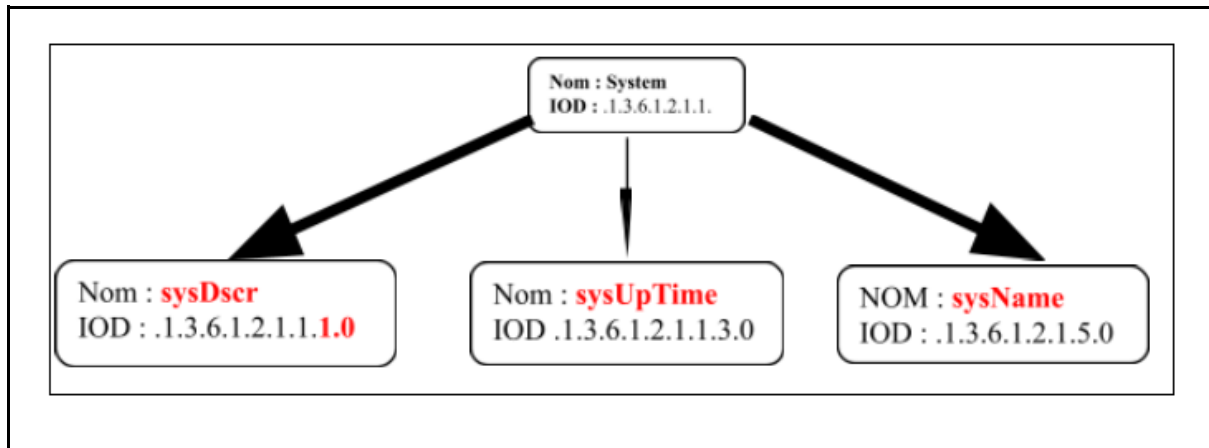 Nom : System
IOD : .1.3.6.1.2.1.1.
Nom : sysDscr
IOD : .1.3.6.1.2.1.1.1.0
Nom : sysUpTime
IOD .1.3.6.1.2.1.1.3.0
NOM : sysName
IOD : .1.3.6.1.2.1.5.0